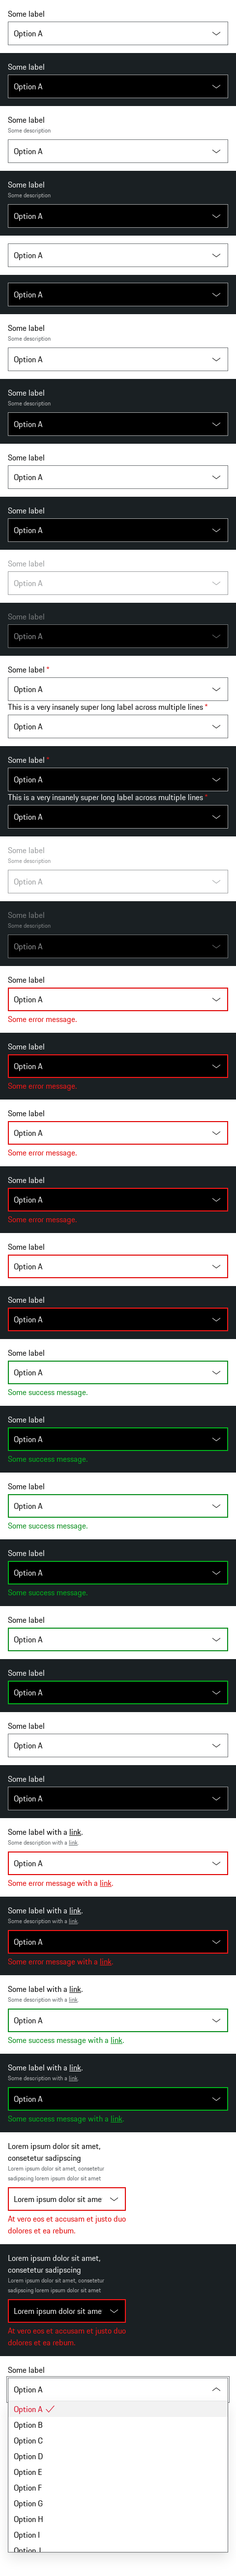 Some label
Option A
Some label
Option A
Some label
Some description
Option A
Some label
Some description
Option A
Option A
Option A
Some label
Some description
Option A
Some label
Some description
Option A
Some label
Option A
Some label
Option A
Some label
Option A
Some label
Option A
Some label *
Option A
This is a very insanely super long label across multiple lines *
Option A
Some label *
Option A
This is a very insanely super long label across multiple lines *
Option A
Some label
Some description
Option A
Some label
Some description
Option A
Some label
Option A
Some error message.
Some label
Option A
Some error message.
Some label
Option A
Some error message.
Some label
Option A
Some error message.
Some label
Option A
Some label
Option A
Some label
Option A
Some success message.
Some label
Option A
Some success message.
Some label
Option A
Some success message.
Some label
Option A
Some success message.
Some label
Option A
Some label
Option A
Some label
Option A
Some label
Option A
Some label with a link.
Some description with a link.
Option A
Some error message with a link.
Some label with a link.
Some description with a link.
Option A
Some error message with a link.
Some label with a link.
Some description with a link.
Option A
Some success message with a link.
Some label with a link.
Some description with a link.
Option A
Some success message with a link.
Lorem ipsum dolor sit amet,
consetetur sadipscing
Lorem ipsum dolor sit amet, consetetur
sadipscing lorem ipsum dolor sit amet
Lorem ipsum dolor sit ame
At vero eos et accusam et justo duo
dolores et ea rebum.
Lorem ipsum dolor sit amet,
consetetur sadipscing
Lorem ipsum dolor sit amet, consetetur
sadipscing lorem ipsum dolor sit amet
Lorem ipsum dolor sit ame
At vero eos et accusam et justo duo
dolores et ea rebum.
Some label
Option A
Option A
Option B
Option C
Option D
Option E
Option F
Option G
Option H
Option I
Option J